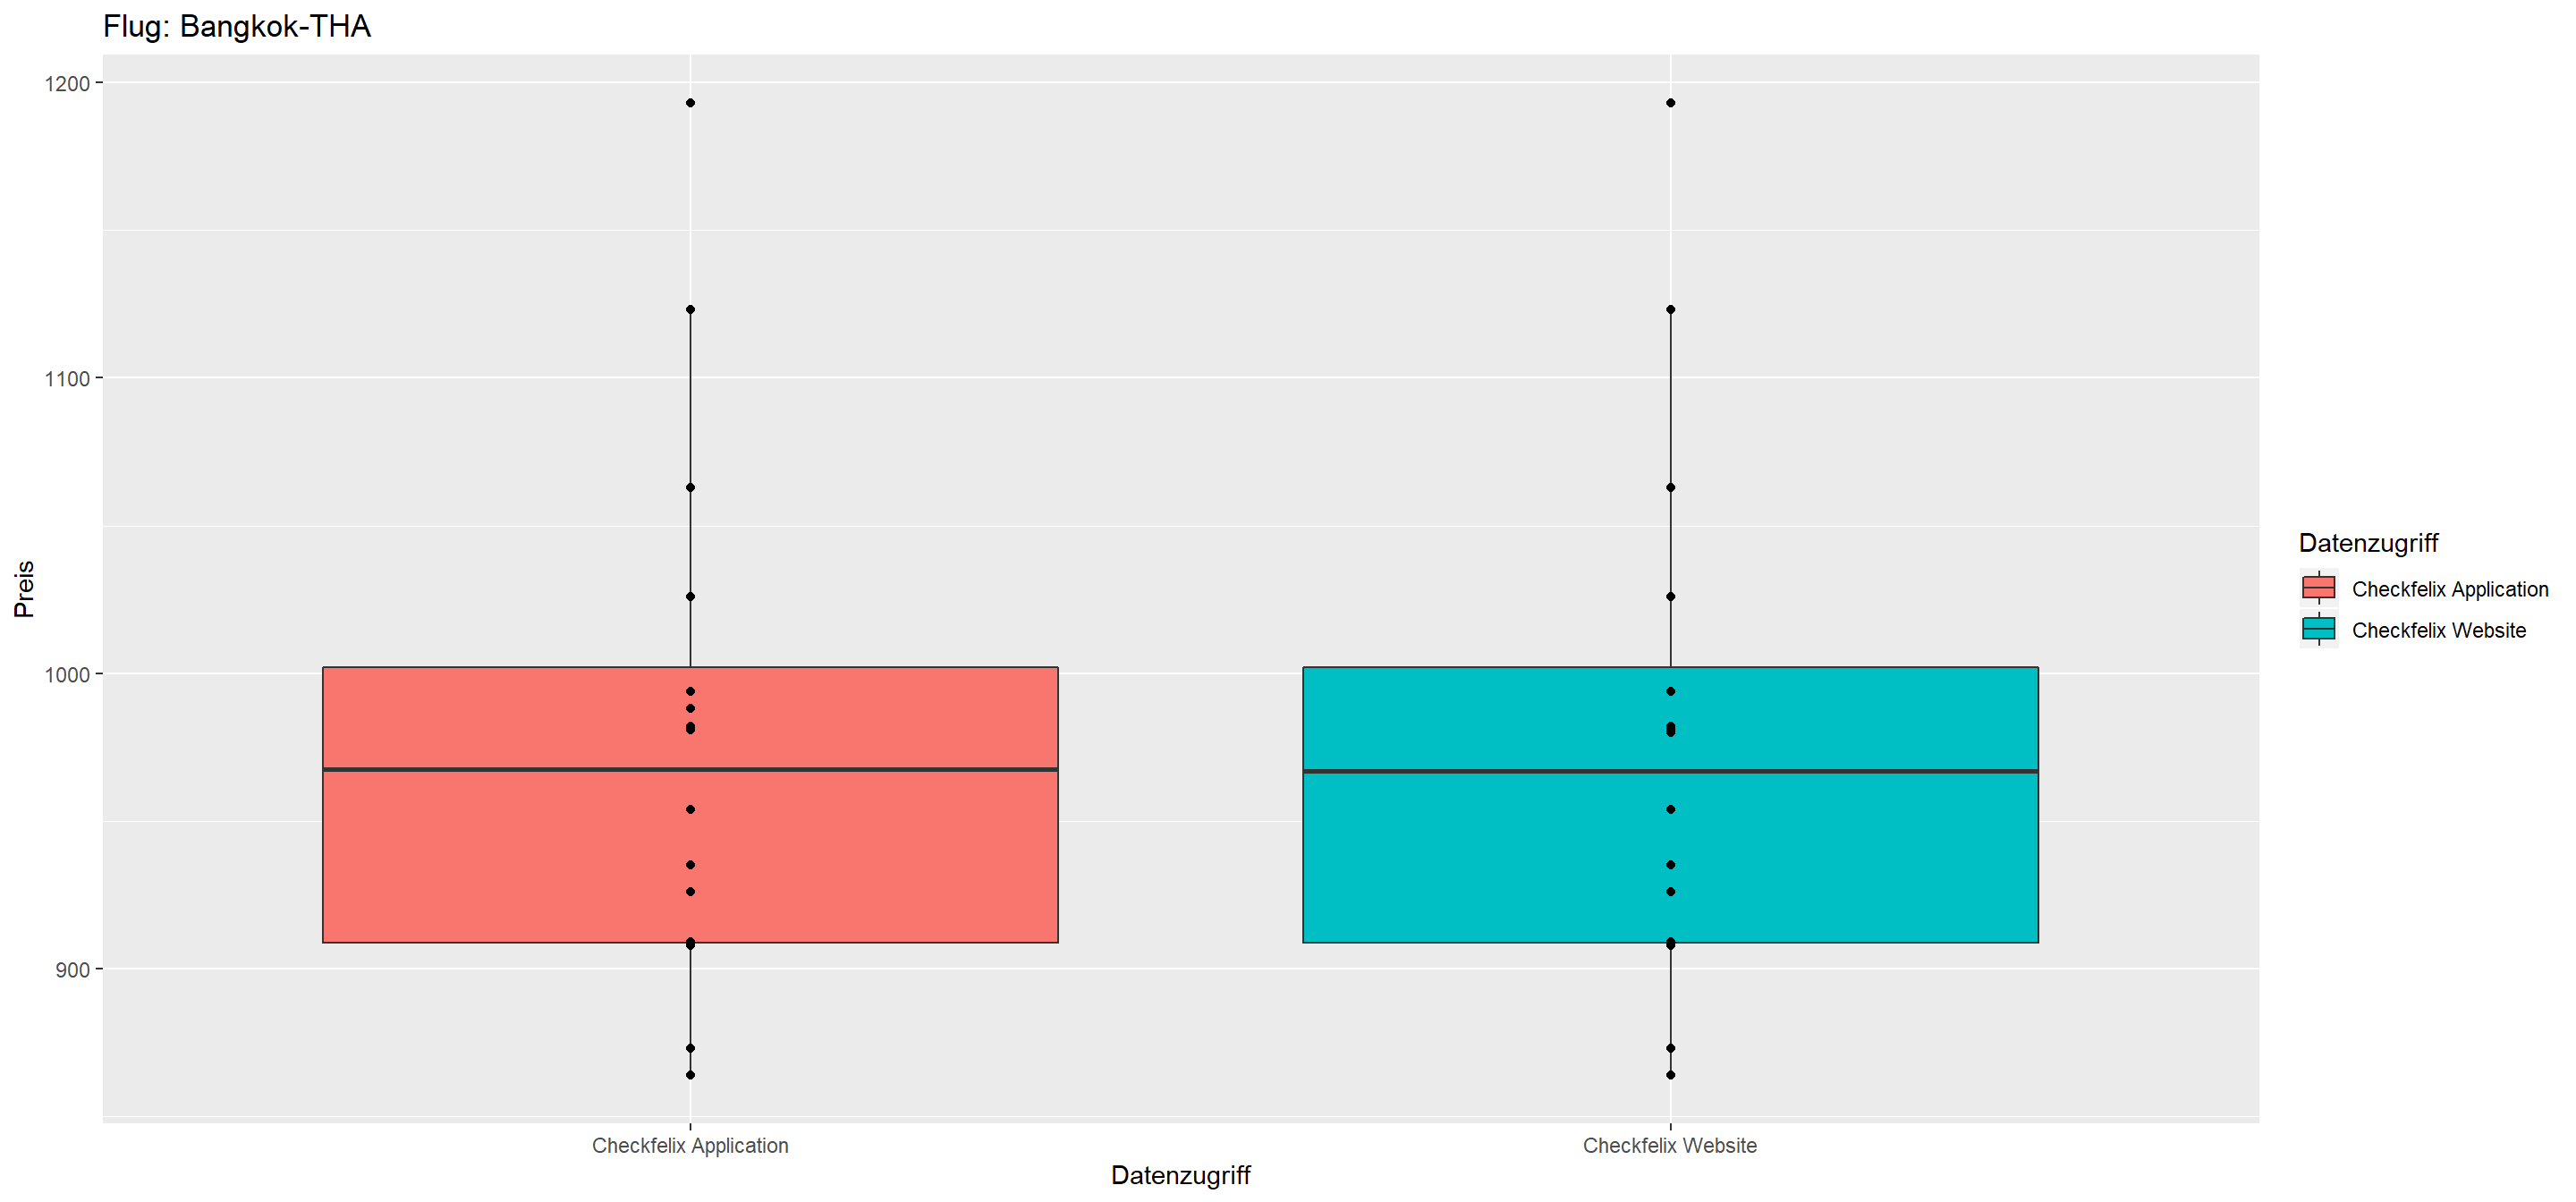 Flug: Bangkok-THA
1200
1100
1000
900
Preis
Checkfelix Application
Checkfelix Website
Datenzugriff
Datenzugriff
Checkfelix Application
Checkfelix Website